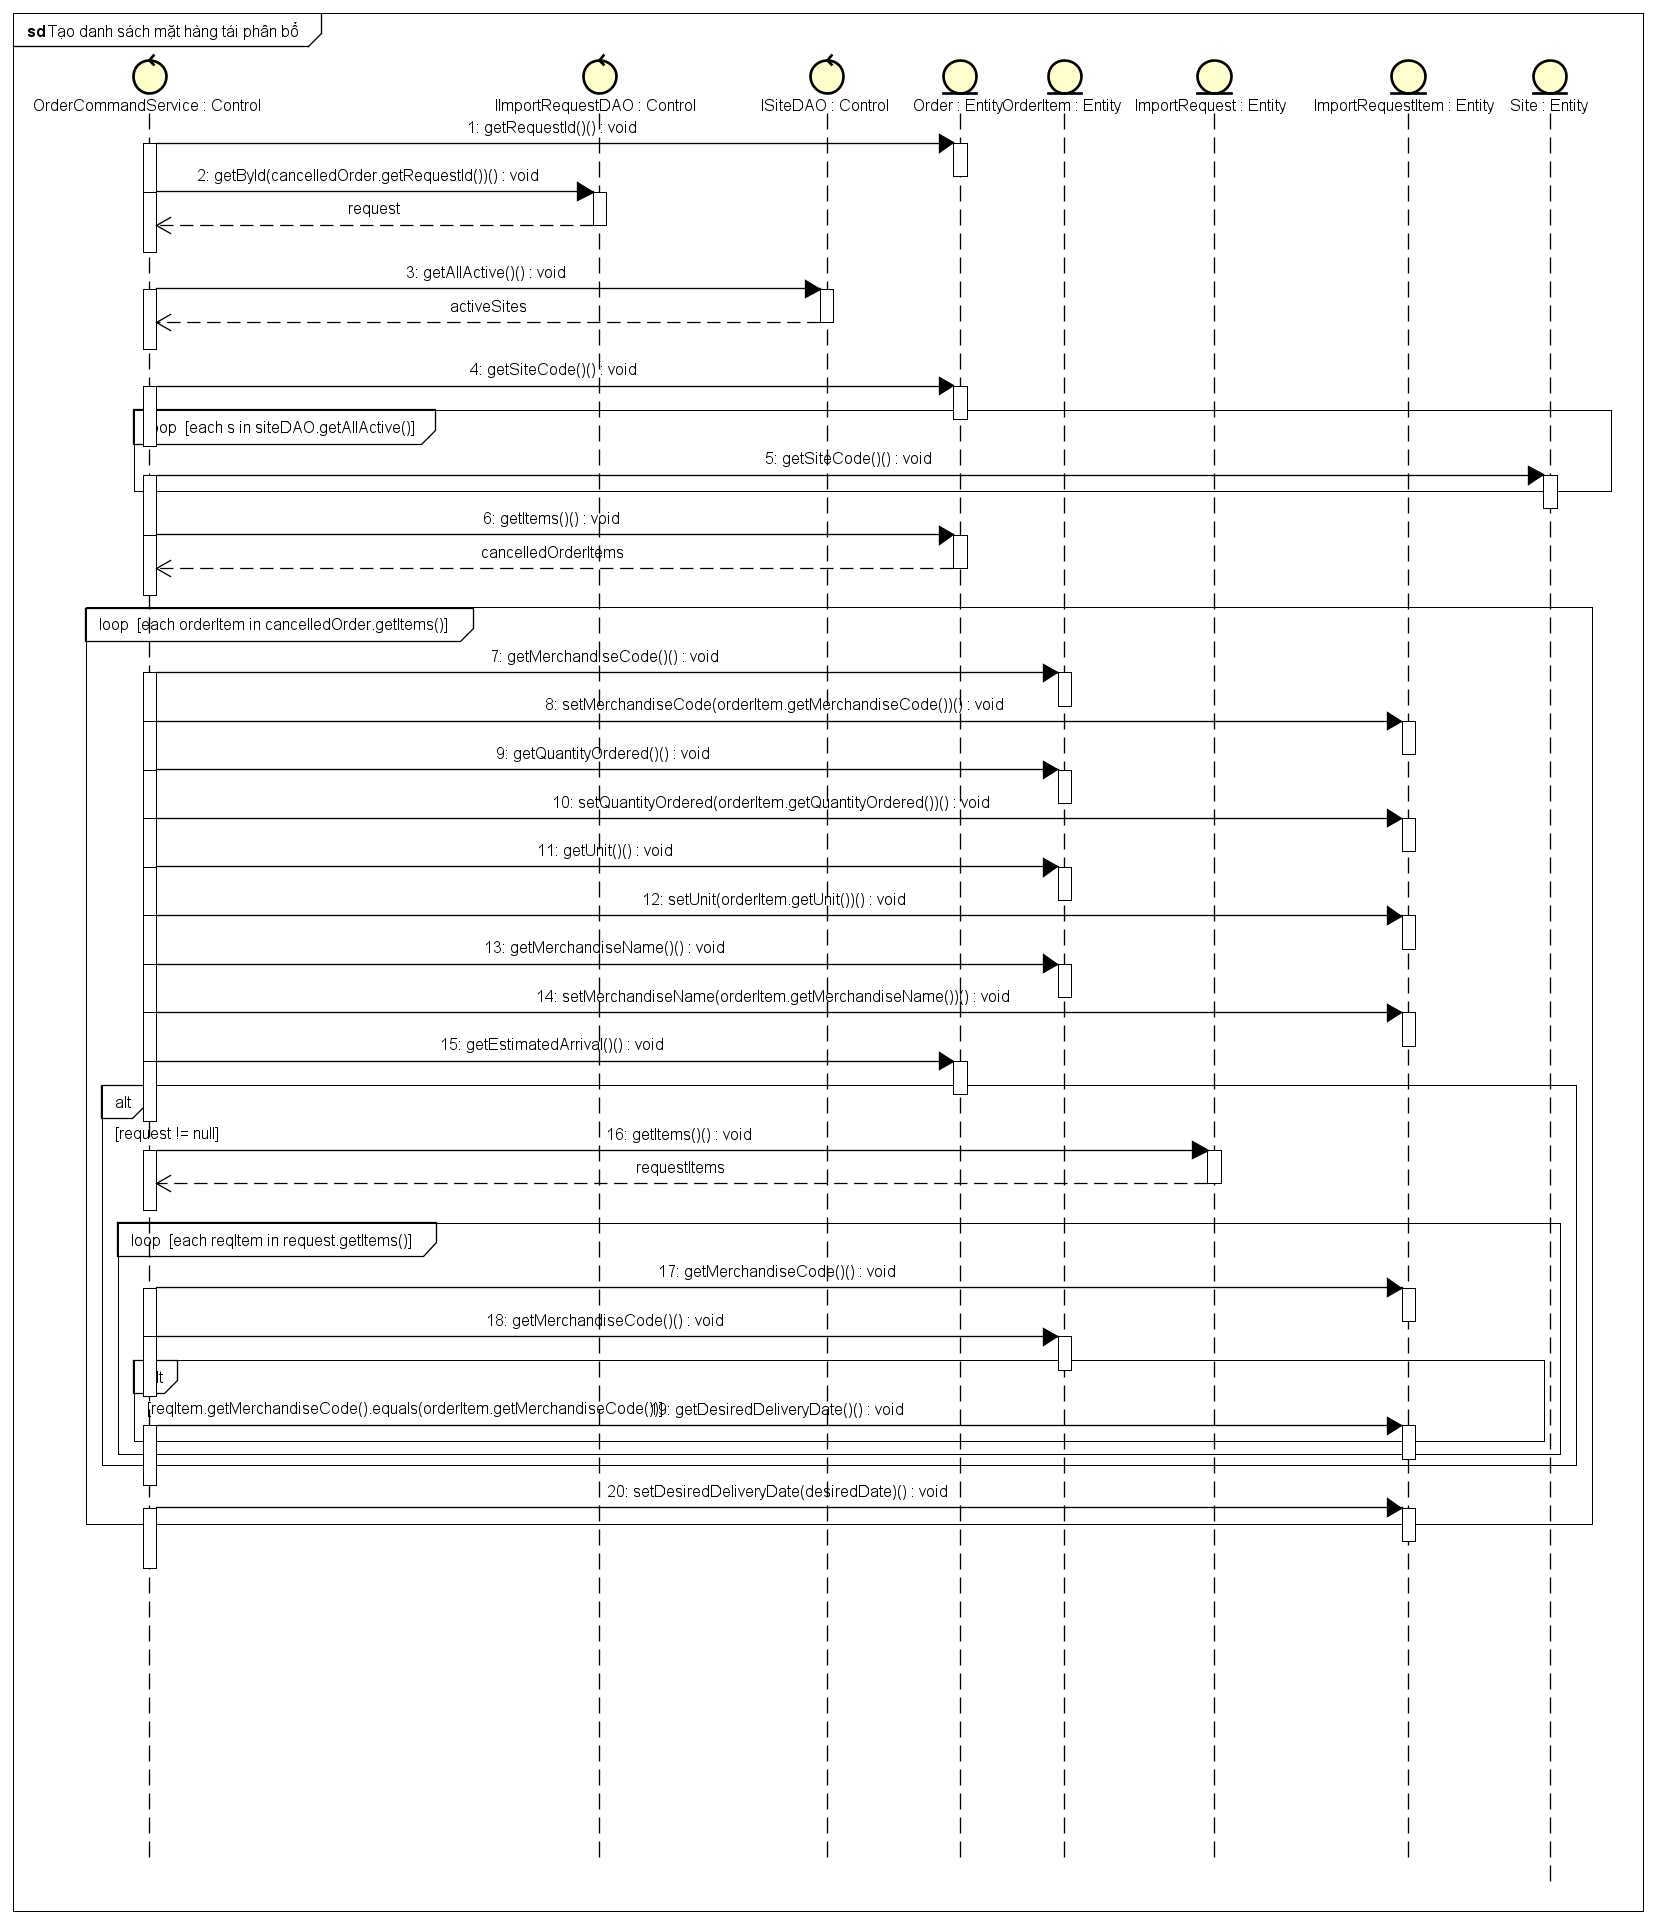 sd Tạo danh sách mặt hàng tái phân bổ
OrderCommandService : Control
IImportRequestDAO : Control
ISiteDAO : Control
Order : Entity
OrderItem : Entity
ImportRequest : Entity
ImportRequestItem : Entity
Site : Entity
1: getRequestId()() : void
2: getById(cancelledOrder.getRequestId())() : void
request
3: getAllActive()() : void
activeSites
4: getSiteCode()() : void
loop [each s in siteDAO.getAllActive()]
5: getSiteCode()() : void
6: getItems()() : void
cancelledOrderItems
loop [each orderItem in cancelledOrder.getItems()]
7: getMerchandiseCode()() : void
8: setMerchandiseCode(orderItem.getMerchandiseCode())() : void
9: getQuantityOrdered()() : void
10: setQuantityOrdered(orderItem.getQuantityOrdered())() : void
11: getUnit()() : void
12: setUnit(orderItem.getUnit())() : void
13: getMerchandiseName()() : void
14: setMerchandiseName(orderItem.getMerchandiseName())() : void
15: getEstimatedArrival()() : void
alt
[request != null]
16: getItems()() : void
requestItems
loop [each reqItem in request.getItems()]
17: getMerchandiseCode()() : void
18: getMerchandiseCode()() : void
alt
[reqItem.getMerchandiseCode().equals(orderItem.getMerchandiseCode())]
19: getDesiredDeliveryDate()() : void
20: setDesiredDeliveryDate(desiredDate)() : void